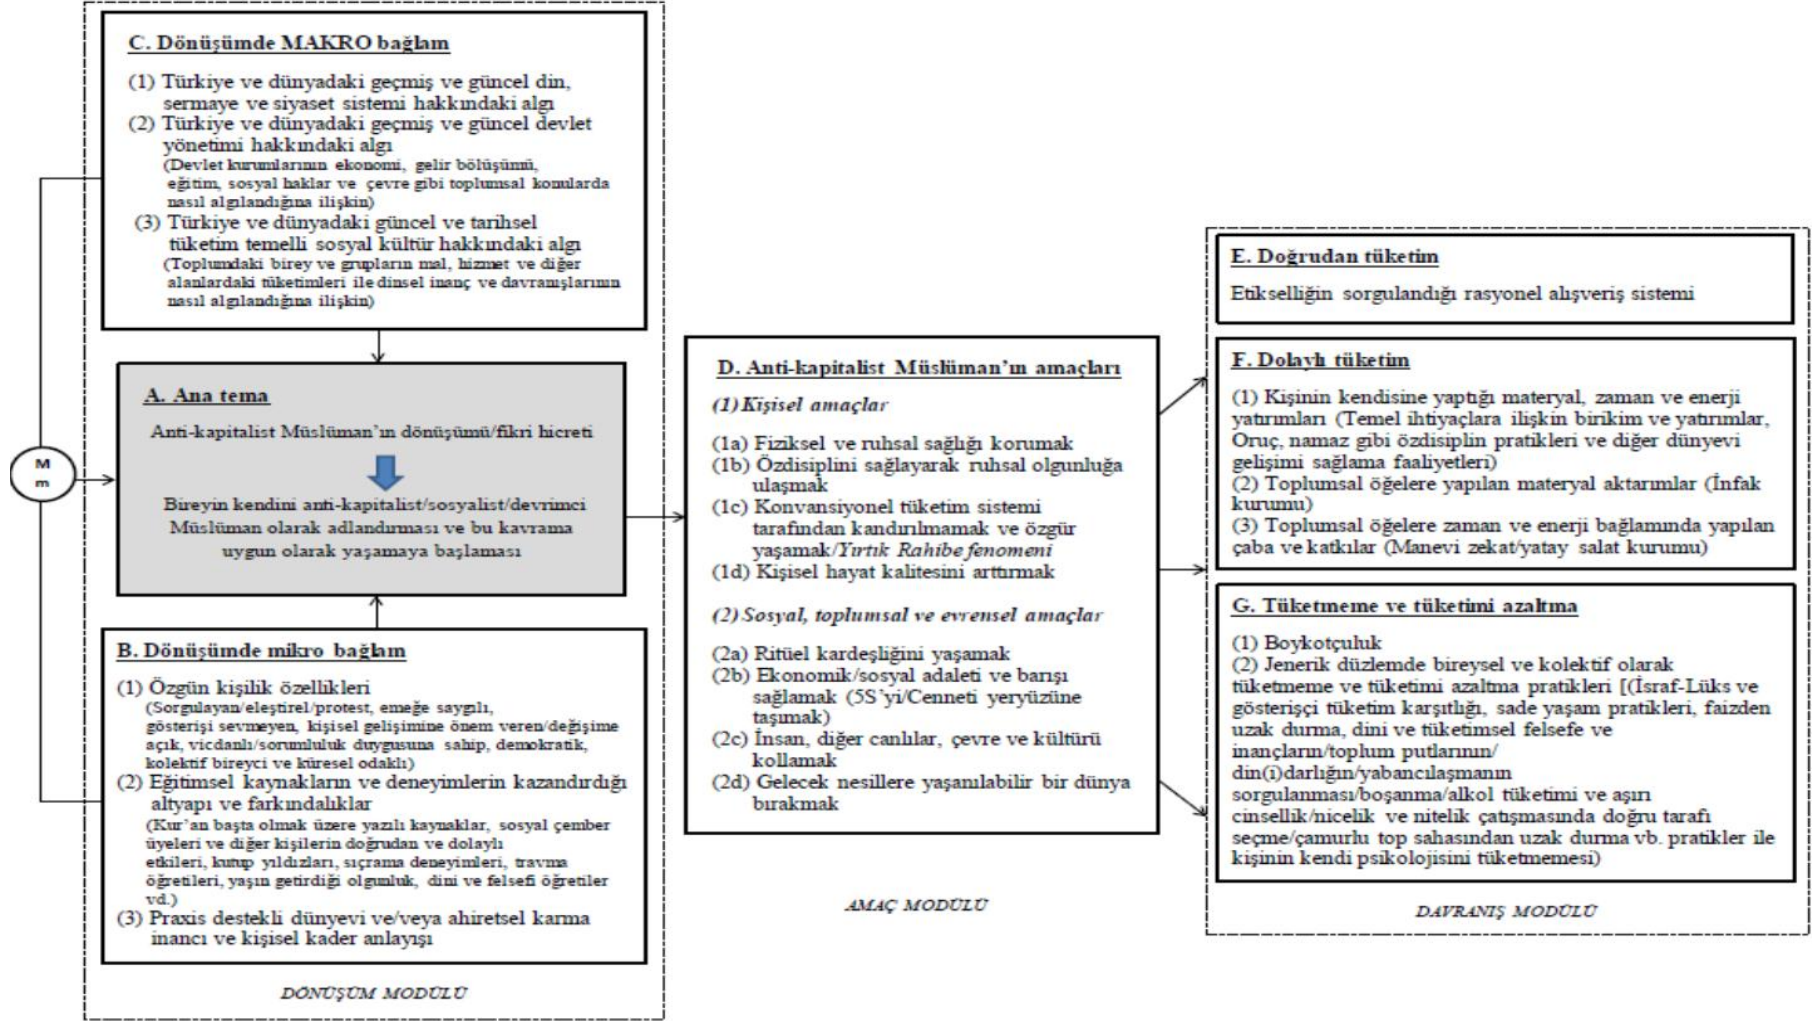 C. Dönüşümde MAKRO bağlam
(1) Türkiye ve dünyadaki geçmiş ve güncel din,
sermaye ve siyaset sistemi hakkındaki algı
(2) Türkiye ve dünyadaki geçmiş ve güncel devlet
yönetimi hakkındaki algı
(Devlet kurumlarının ekonomi, gelir bölüşümü,
eğitim, sosyal haklar ve çevre gibi toplumsal konularda
nasıl algılandığına ilişkin)
(3) Türkiye ve dünyadaki güncel ve tarihsel
tüketim temelli sosyal kültür hakkındaki algı
(Toplumdaki birey ve grupların mal, hizmet ve diğer
alanlardaki tüketimleri ile dinsel inanç ve davranışlarının
nasıl algılandığına ilişkin)
M
m
A. Ana tema
Anti-kapitalist Müslüman’ın dönüşümü/fikri hicreti
Bireyin kendini anti-kapitalist/sosyalist/devrimci
Müslüman olarak adlandırması ve bu kavrama
uygun olarak yaşamaya başlaması
B. Dönüşümde mikro bağlam
(1) Özgün kişilik özellikleri
(Sorgulayan/eleştirel/protest, emeğe saygılı,
gösterişi sevmeyen, kişisel gelişimine önem veren/değişime
açık, vicdanlı/sorumluluk duygusuna sahip, demokratik,
kolektif bireyci ve küresel odaklı)
(2) Eğitimsel kaynakların ve deneyimlerin kazandırdığı
altyapı ve farkındalıklar
(Kur’an başta olmak üzere yazılı kaynaklar, sosyal çember
üyeleri ve diğer kişilerin doğrudan ve dolaylı
etkileri, kutup yıldızları, sıçrama deneyimleri, travma
öğretileri, yaşın getirdiği olgunluk, dini ve felsefi öğretiler
vd.)
(3) Praxis destekli dünyevi ve/veya ahiretsel karma
inancı ve kişisel kader anlayışı
DÖNÜŞÜM MODÜLÜ
D. Anti-kapitalist Müslüman’ın amaçları
(1) Kişisel amaçlar
(1a) Fiziksel ve ruhsal sağlığı korumak
(1b) Özdisiplini sağlayarak ruhsal olgunluğa
ulaşmak
(1c) Konvansiyonel tüketim sistemi
tarafından kandırılmamak ve özgür
yaşamak/Yırtık Rahibe fenomeni
(1d) Kişisel hayat kalitesini arttırmak
(2) Sosyal, toplumsal ve evrensel amaçlar
(2a) Ritüel kardeşliğini yaşamak
(2b) Ekonomik/sosyal adaleti ve barışı
sağlamak (5S’yi/Cenneti yeryüzüne
taşımak)
(2c) İnsan, diğer canlılar, çevre ve kültürü
kollamak
(2d) Gelecek nesillere yaşanılabilir bir dünya
bırakmak
AMAÇ MODÜLÜ
E. Doğrudan tüketim
Etikselliğin sorgulandığı rasyonel alışveriş sistemi
F. Dolaylı tüketim
(1) Kişinin kendisine yaptığı materyal, zaman ve enerji
yatırımları (Temel ihtiyaçlara ilişkin birikim ve yatırımlar,
Oruç, namaz gibi özdisiplin pratikleri ve diğer dünyevi
gelişimi sağlama faaliyetleri)
(2) Toplumsal öğelere yapılan materyal aktarımlar (İnfak
kurumu)
(3) Toplumsal öğelere zaman ve enerji bağlamında yapılan
çaba ve katkılar (Manevi zekat/yatay salat kurumu)
G. Tüketmeme ve tüketimi azaltma
(1) Boykotçuluk
(2) Jenerik düzlemde bireysel ve kolektif olarak
tüketmeme ve tüketimi azaltma pratikleri [(İsraf-Lüks ve
gösterişçi tüketim karşıtlığı, sade yaşam pratikleri, faizden
uzak durma, dini ve tüketimsel felsefe ve
inançların/toplum putlarının/
din(i)darlığın/yabancılaşmanın
sorgulanması/boşanma/alkol tüketimi ve aşırı
cinsellik/nicelik ve nitelik çatışmasında doğru tarafı
seçme/çamurlu top sahasından uzak durma vb. pratikler ile
kişinin kendi psikolojisini tüketmemesi)
DAVRANIŞ MODÜLÜ